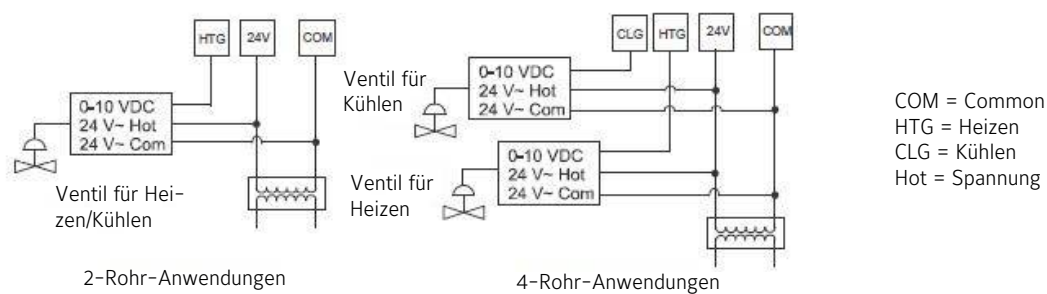 HTG 24V COM
0-10 VDC
24 V~ Hot
24 V~ Com
Ventil für Hei-
zen/Kühlen
2-Rohr-Anwendungen
CLG HTG 24V COM
Ventil für
Kühlen
0-10 VDC
24 V~ Hot
24 V~ Com
Ventil für
Heizen
0-10 VDC
24 V~ Hot
24 V~ Com
4-Rohr-Anwendungen
COM = Common
HTG = Heizen
CLG = Kühlen
Hot = Spannung